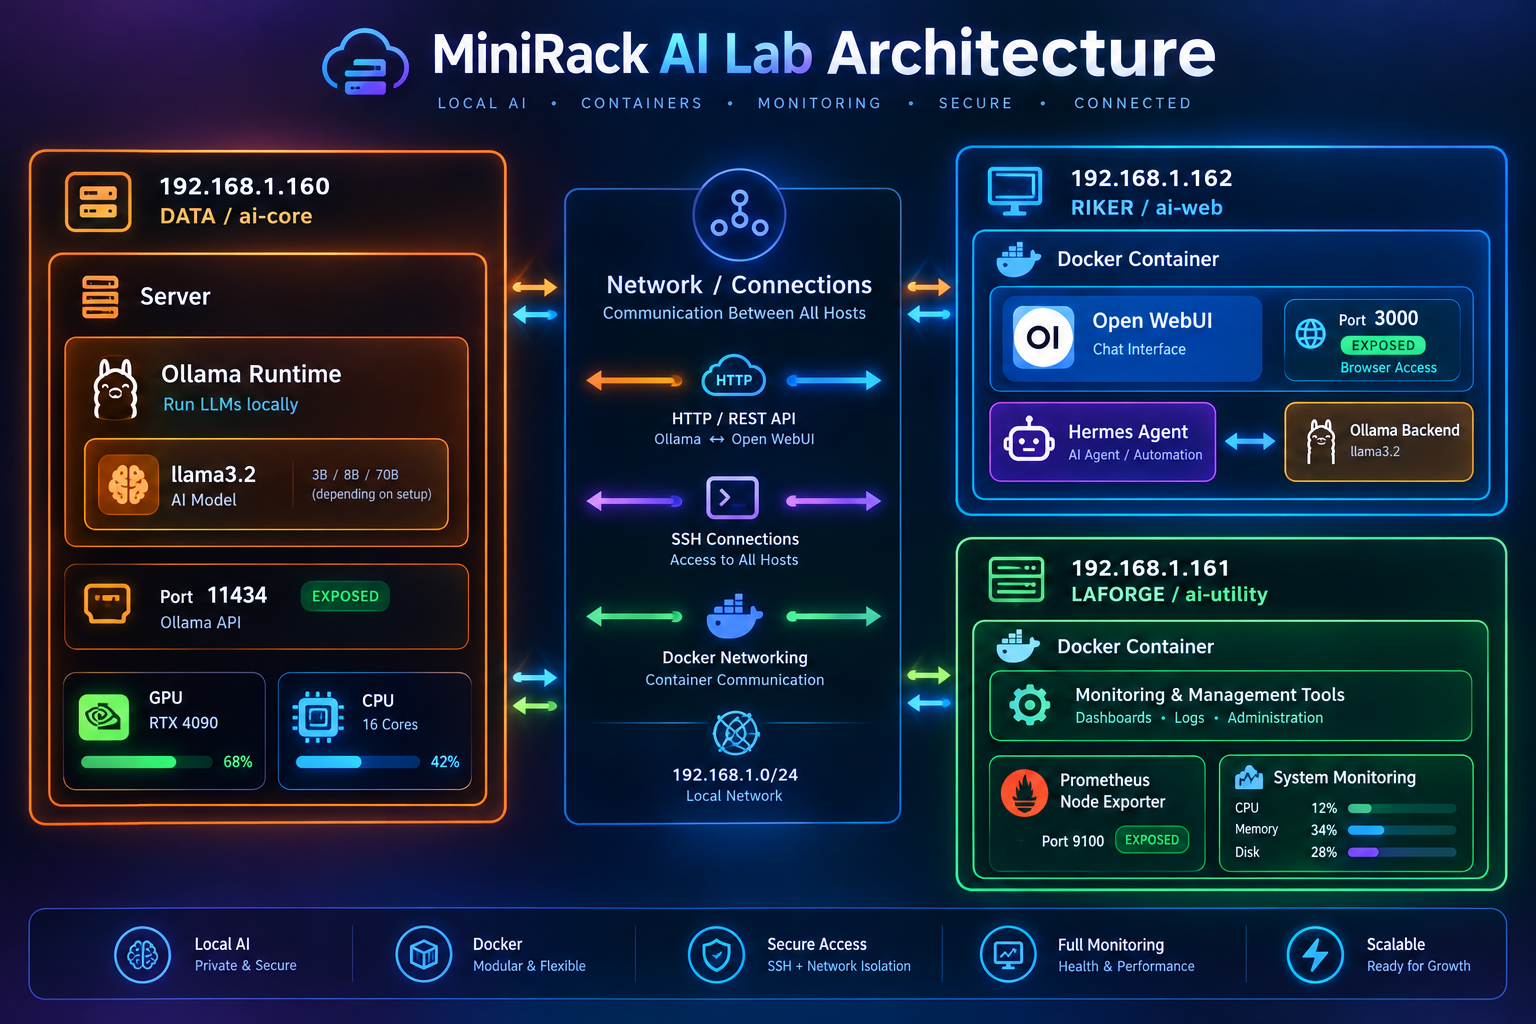 MiniRack AI Lab Architecture
LOCAL AI • CONTAINERS • MONITORING • SECURE • CONNECTED
192.168.1.160
DATA / ai-core
Server
Ollama Runtime
Run LLMs locally
llama3.2
AI Model
3B / 8B / 70B
(depending on setup)
Port 11434
EXPOSED
Ollama API
GPU
RTX 4090
68%
CPU
16 Cores
42%
Network / Connections
Communication Between All Hosts
HTTP
HTTP / REST API
Ollama ↔ Open WebUI
SSH Connections
Access to All Hosts
Docker Networking
Container Communication
192.168.1.0/24
Local Network
192.168.1.162
RIKER / ai-web
Docker Container
OI
Open WebUI
Chat Interface
Port 3000
EXPOSED
Browser Access
Hermes Agent
AI Agent / Automation
Ollama Backend
llama3.2
192.168.1.161
LAFORGE / ai-utility
Docker Container
Monitoring & Management Tools
Dashboards • Logs • Administration
Prometheus
Node Exporter
Port 9100
EXPOSED
System Monitoring
CPU 12%
Memory 34%
Disk 28%
Local AI
Private & Secure
Docker
Modular & Flexible
Secure Access
SSH + Network Isolation
Full Monitoring
Health & Performance
Scalable
Ready for Growth